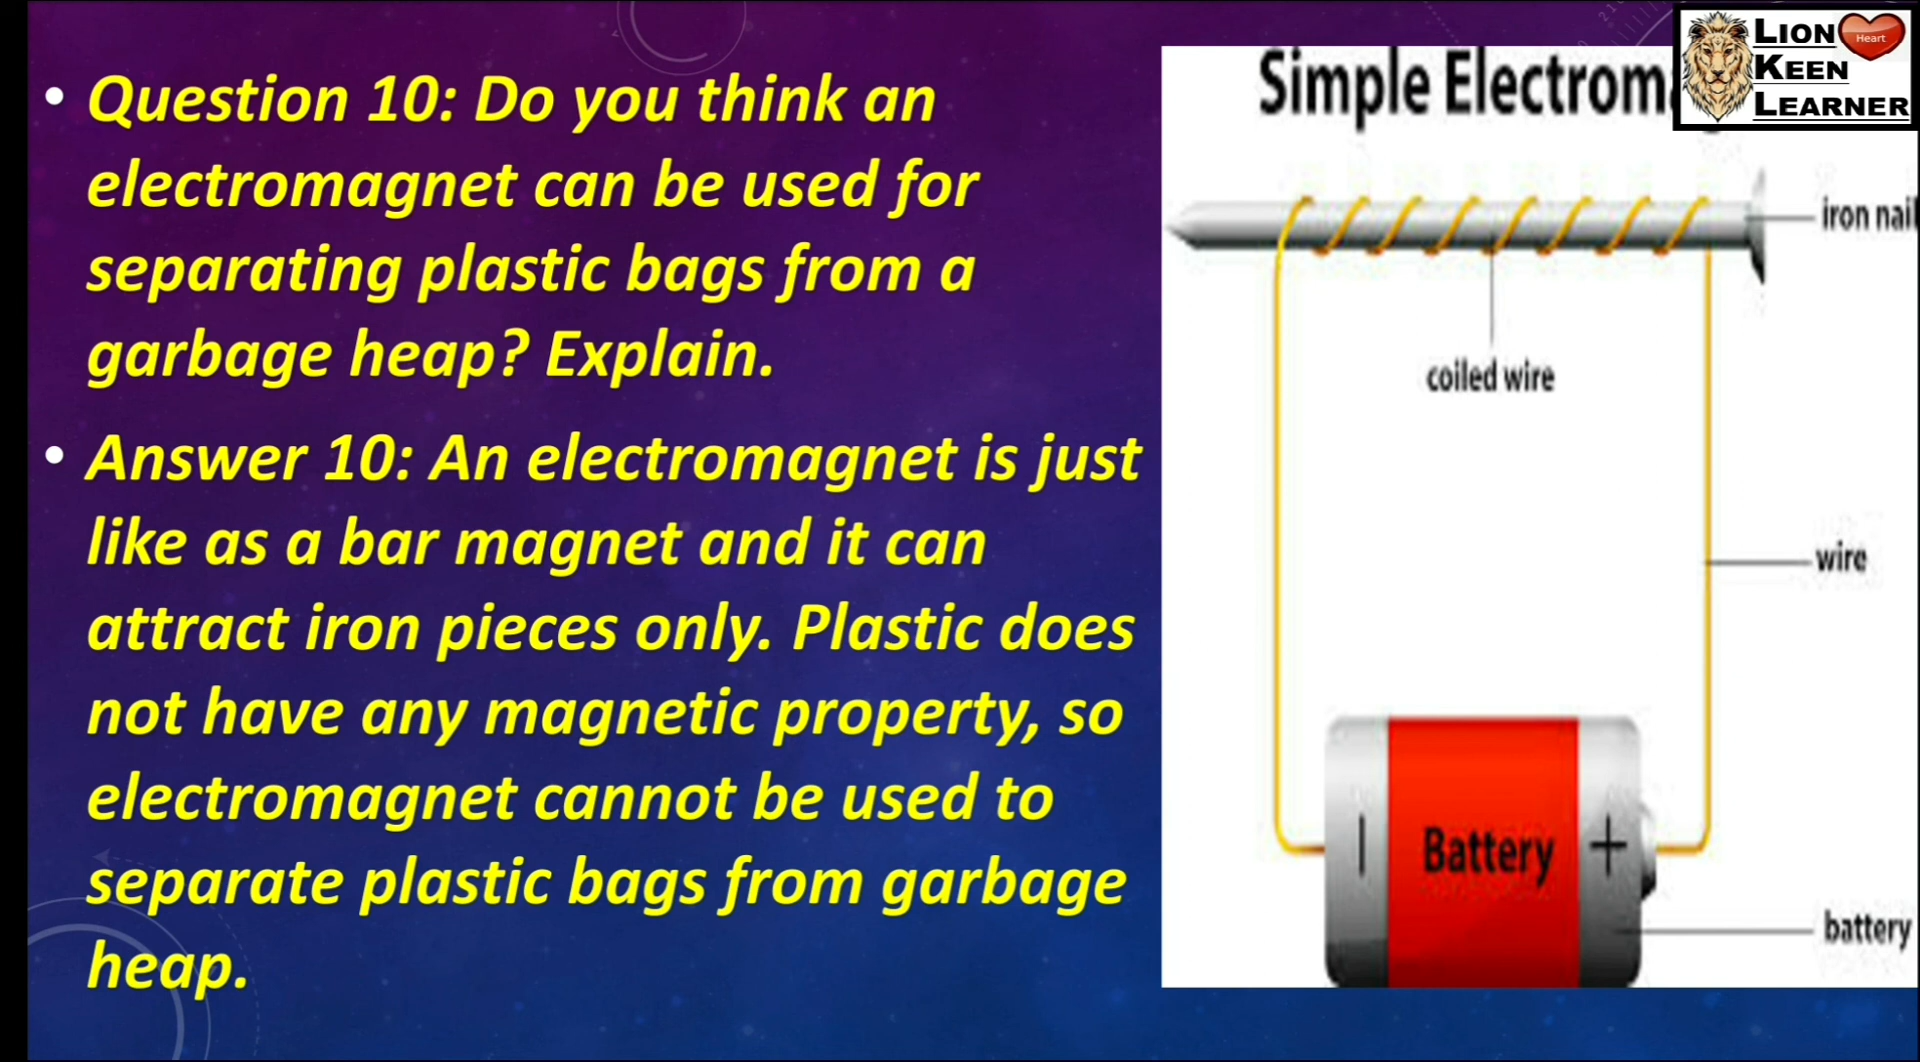 • Question 10: Do you think an
electromagnet can be used for
separating plastic bags from a
garbage heap? Explain.
• Answer 10: An electromagnet is just
like as a bar magnet and it can
attract iron pieces only. Plastic does
not have any magnetic property, so
electromagnet cannot be used to
separate plastic bags from garbage
heap.
Simple Electrom
LION
Heart
KEEN
LEARNER
iron nail
coiled wire
wire
Battery +
battery